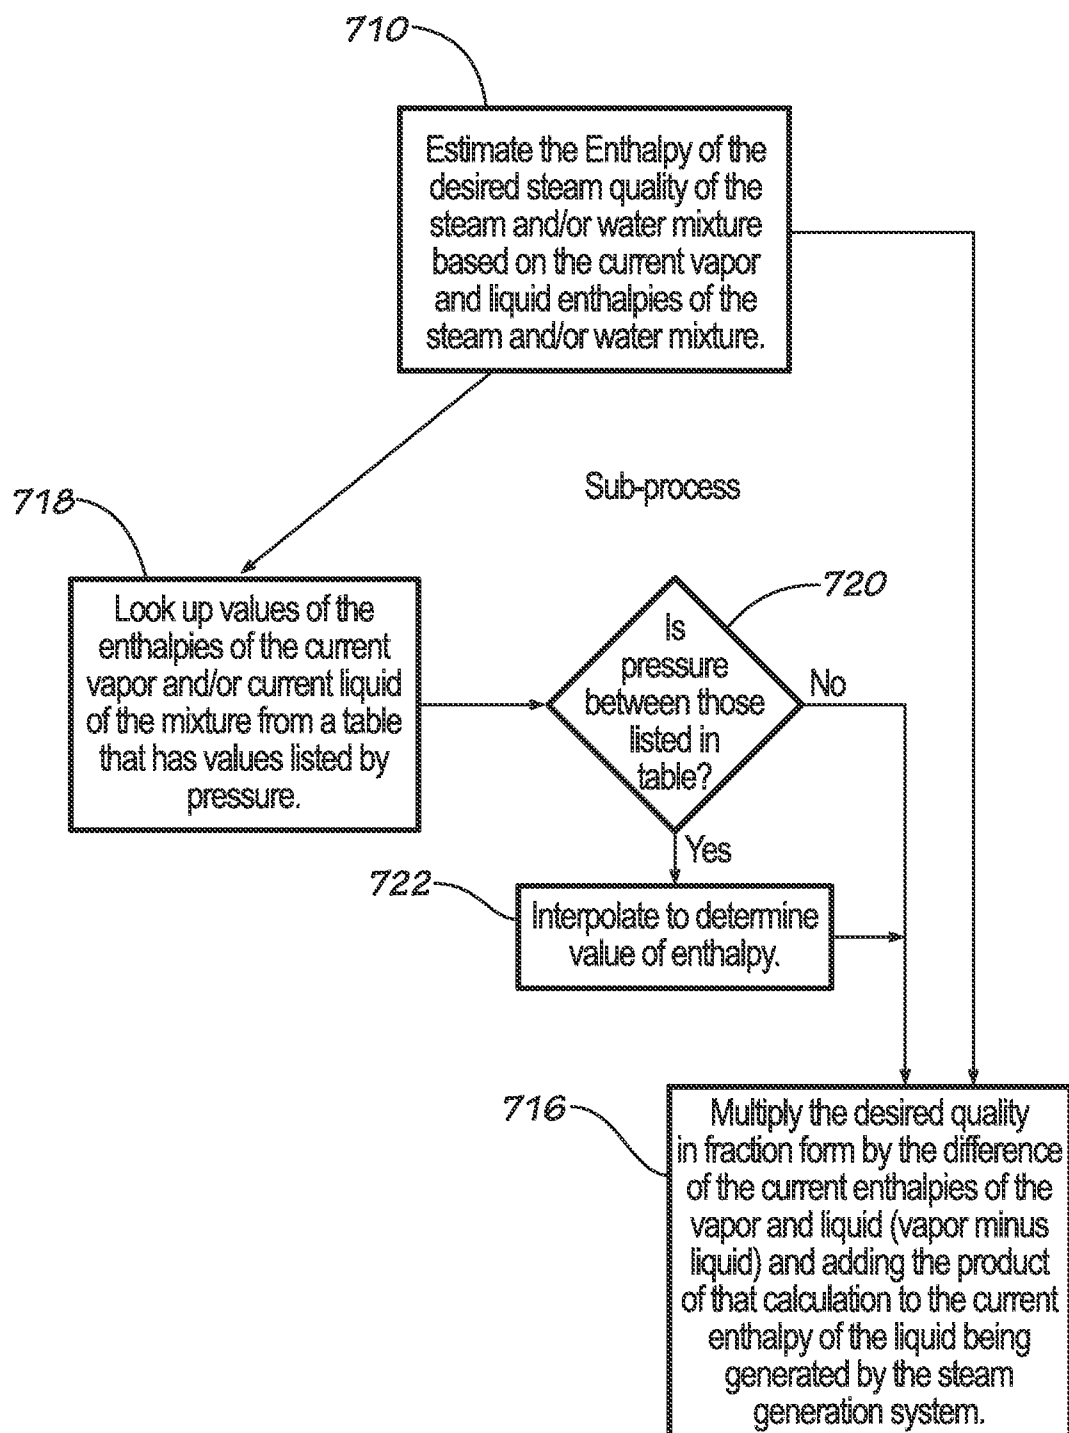 710
Estimate the Enthalpy of the
desired steam quality of the
steam and/or water mixture
based on the current vapor
and liquid enthalpies of the
steam and/or water mixture.
Sub-process
718
Look up values of the
enthalpies of the current
vapor and/or current liquid
of the mixture from a table
that has values listed by
pressure.
720
Is
pressure
between those
listed in
table?
No
Yes
722
Interpolate to determine
value of enthalpy.
716
Multiply the desired quality
in fraction form by the difference
of the current enthalpies of the
vapor and liquid (vapor minus
liquid) and adding the product
of that calculation to the current
enthalpy of the liquid being
generated by the steam
generation system.